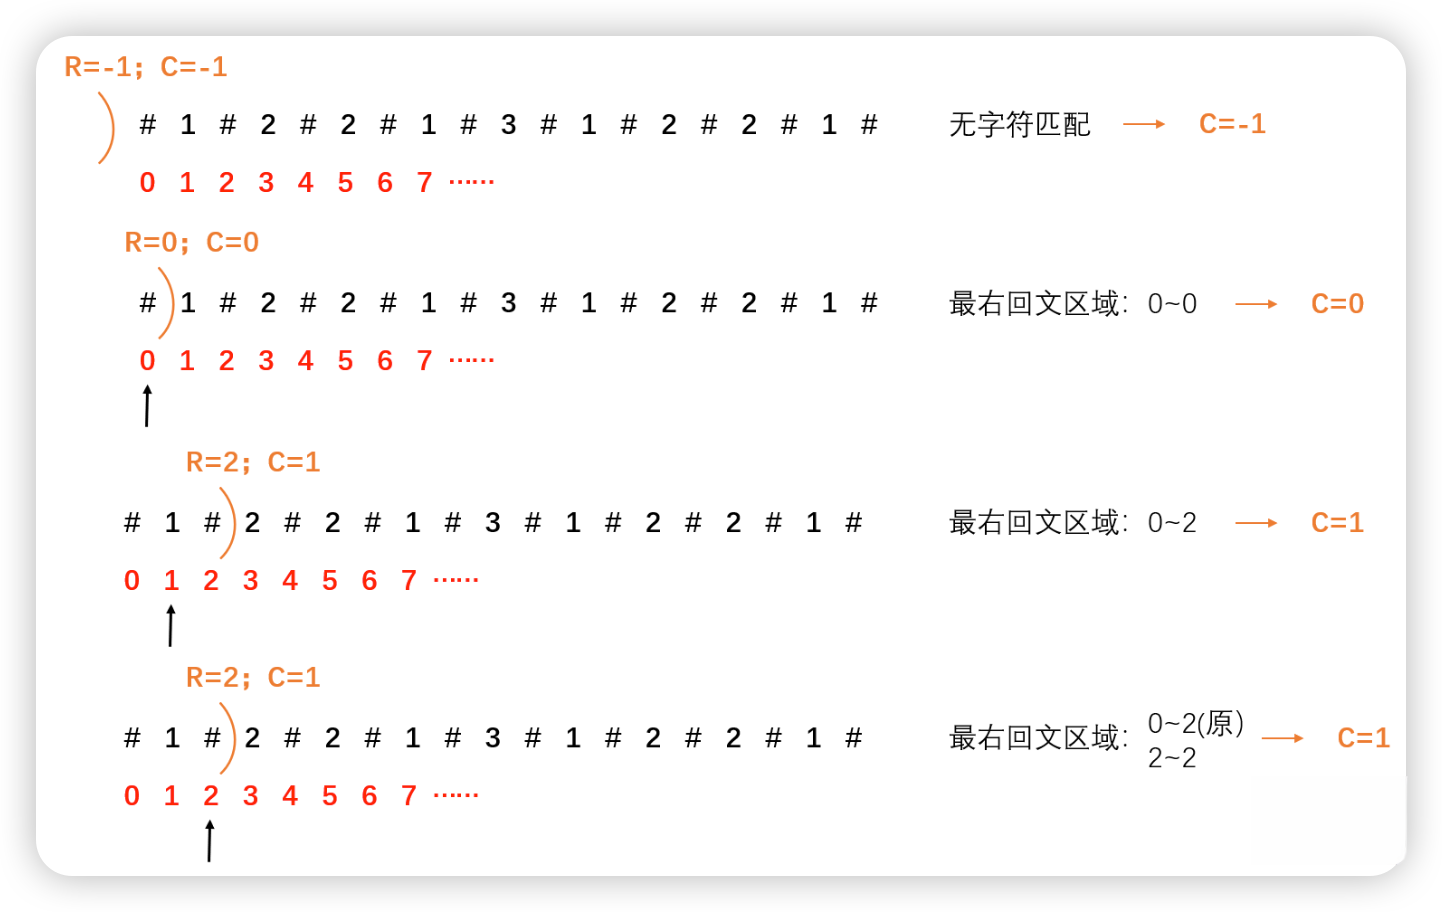 R=-1；C=-1
# 1 # 2 # 2 # 1 # 3 # 1 # 2 # 2 # 1 # 无字符匹配 → C=-1
0 1 2 3 4 5 6 7 ······
R=0；C=0
# 1 # 2 # 2 # 1 # 3 # 1 # 2 # 2 # 1 # 最右回文区域：0~0 → C=0
0 1 2 3 4 5 6 7 ······
R=2；C=1
# 1 # 2 # 2 # 1 # 3 # 1 # 2 # 2 # 1 # 最右回文区域：0~2 → C=1
0 1 2 3 4 5 6 7 ······
R=2；C=1
# 1 # 2 # 2 # 1 # 3 # 1 # 2 # 2 # 1 # 最右回文区域：0~2(原） → C=1
2~2
0 1 2 3 4 5 6 7 ······